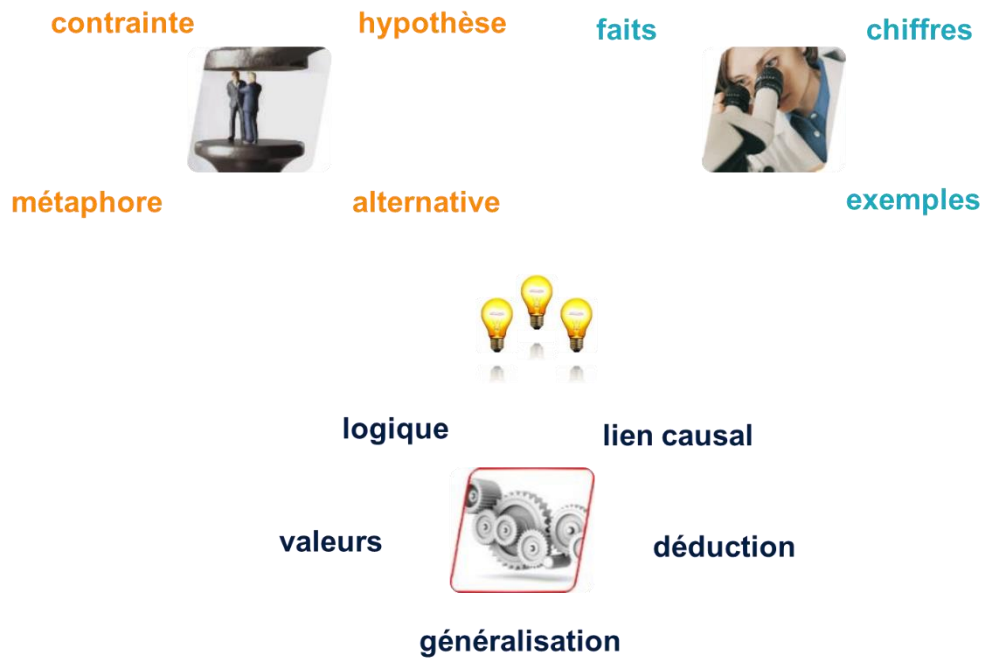 contrainte
hypothèse
faits
chiffres
métaphore
alternative
exemples
logique
lien causal
valeurs
déduction
généralisation